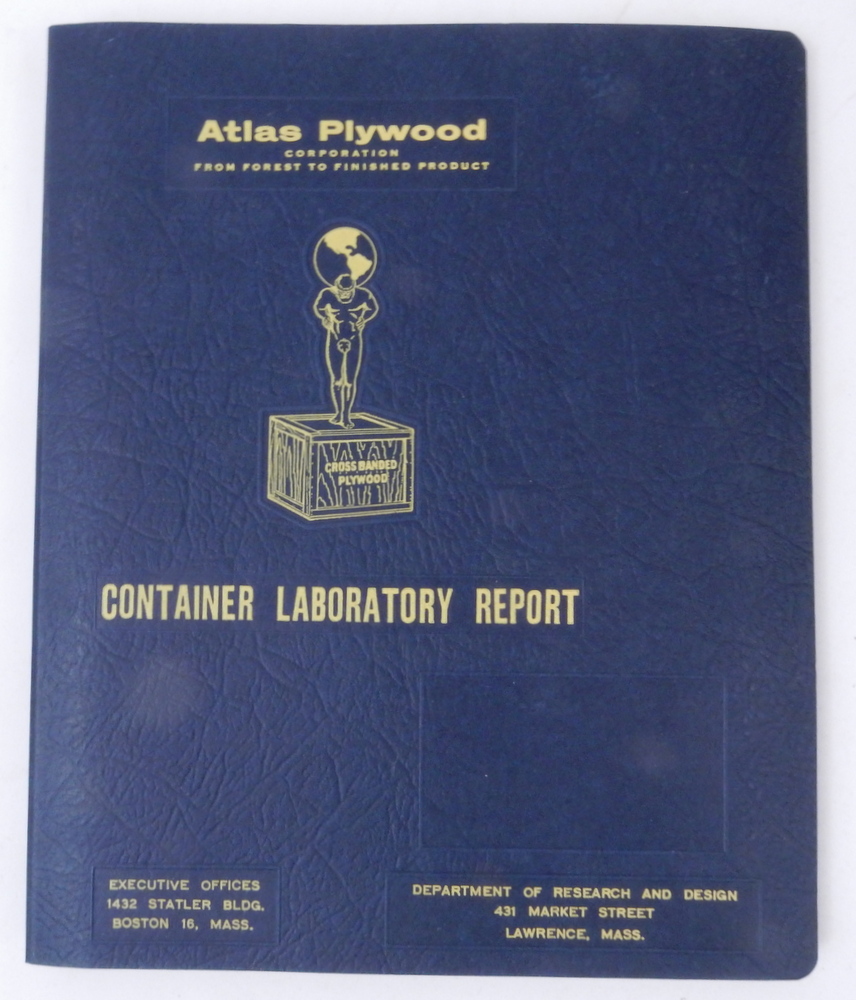 Atlas Plywood
CORPORATION
FROM FOREST TO FINISHED PRODUCT
CROSS BANDED
PLYWOOD
CONTAINER LABORATORY REPORT
EXECUTIVE OFFICES
1432 STATLER BLDG.
BOSTON 16, MASS.
DEPARTMENT OF RESEARCH AND DESIGN
431 MARKET STREET
LAWRENCE, MASS.